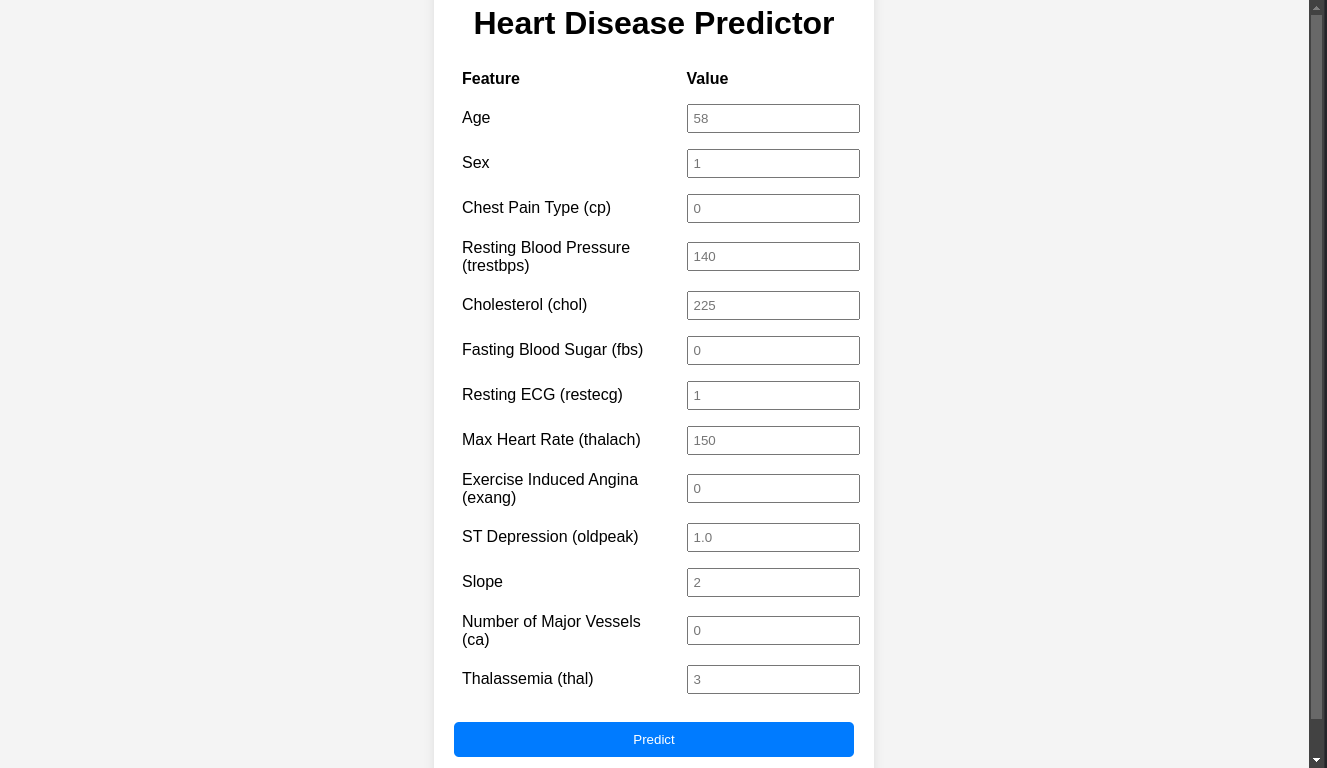 Heart Disease Predictor
Feature Value
Age 58
Sex 1
Chest Pain Type (cp) 0
Resting Blood Pressure
(trestbps) 140
Cholesterol (chol) 225
Fasting Blood Sugar (fbs) 0
Resting ECG (restecg) 1
Max Heart Rate (thalach) 150
Exercise Induced Angina
(exang) 0
ST Depression (oldpeak) 1.0
Slope 2
Number of Major Vessels
(ca) 0
Thalassemia (thal) 3
Predict